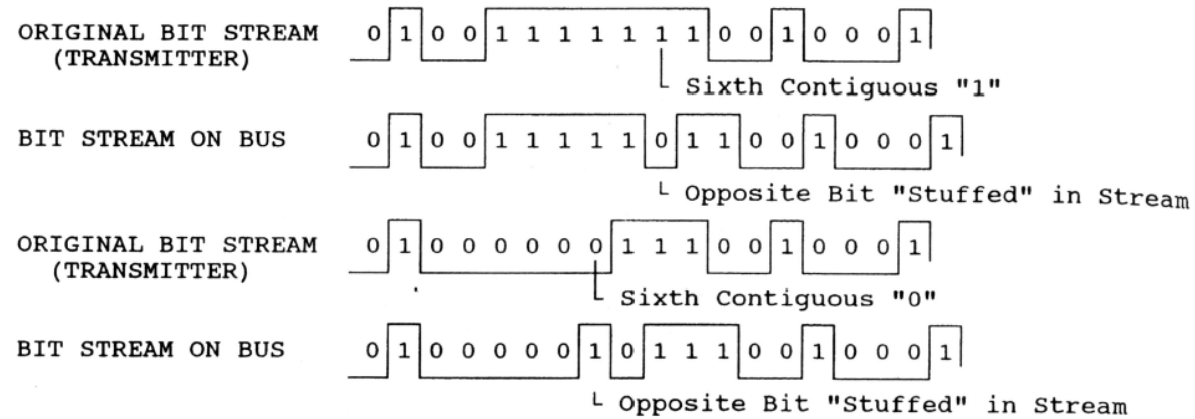 ORIGINAL BIT STREAM 0 1 0 0 1 1 1 1 1 1 1 0 0 1 0 0 0 1
(TRANSMITTER)
Sixth Contiguous "1"
BIT STREAM ON BUS 0 1 0 0 1 1 1 1 1 0 1 1 0 0 1 0 0 0 1
Opposite Bit "Stuffed" in Stream
ORIGINAL BIT STREAM 0 1 0 0 0 0 0 0 1 1 1 0 0 1 0 0 0 1
(TRANSMITTER)
Sixth Contiguous "0"
BIT STREAM ON BUS 0 1 0 0 0 0 0 1 0 1 1 1 0 0 1 0 0 0 1
Opposite Bit "Stuffed" in Stream